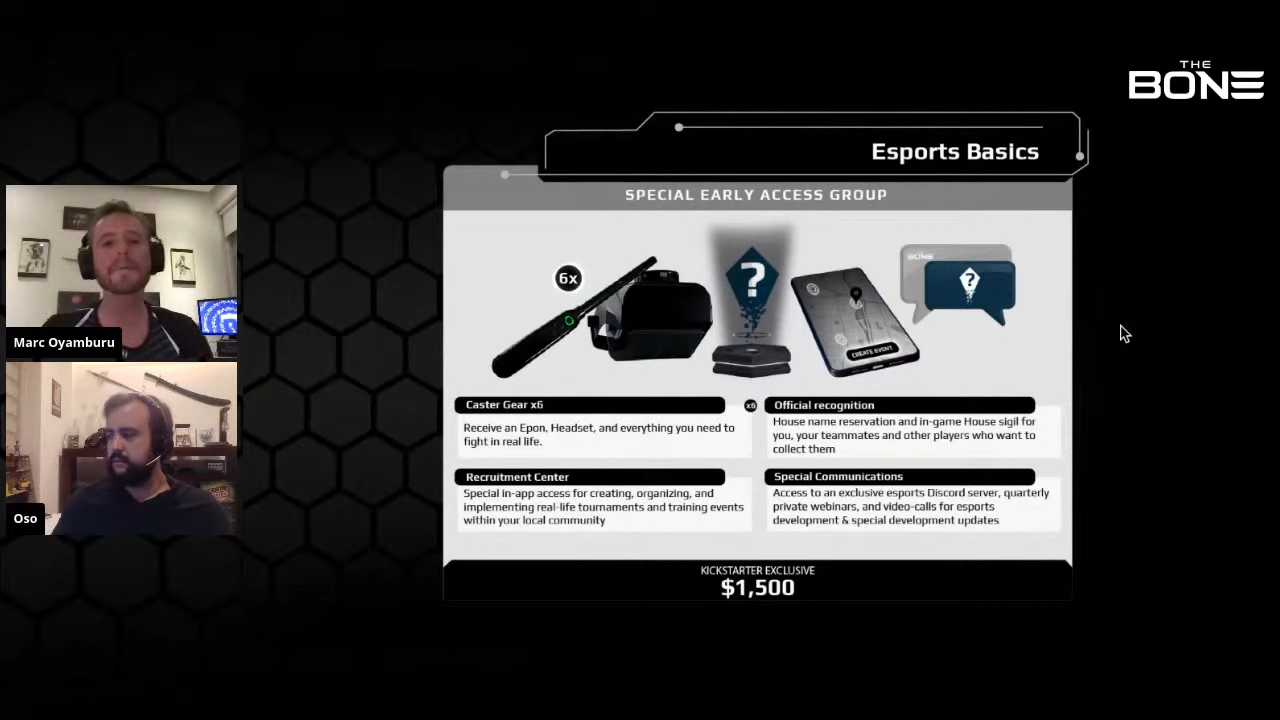 THE
BONE
Esports Basics
SPECIAL EARLY ACCESS GROUP
6x
?
BONE
?
CREATE EVENT
Marc Oyamburu
Oso
Caster Gear x6
x6
Receive an Epon, Headset, and everything you need to
fight in real life.
Official recognition
House name reservation and in-game House sigil for
you, your teammates and other players who want to
collect them
Recruitment Center
Special in-app access for creating, organizing, and
implementing real-life tournaments and training events
within your local community
Special Communications
Access to an exclusive esports Discord server, quarterly
private webinars, and video-calls for esports
development & special development updates
KICKSTARTER EXCLUSIVE
$1,500